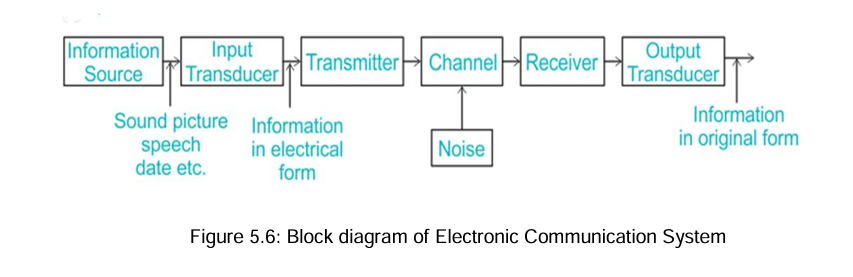 Information
Source
Input
Transducer
Transmitter
Channel
Receiver
Output
Transducer
Sound picture
speech
date etc.
Information
in electrical
form
Noise
Information
in original form
Figure 5.6: Block diagram of Electronic Communication System